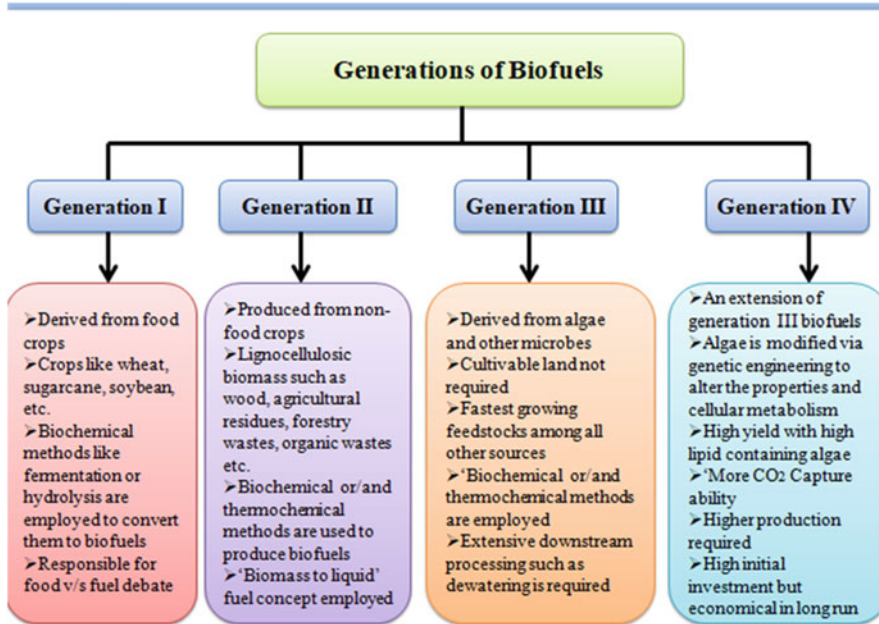 Generations of Biofuels
Generation I
Generation II
Generation III
Generation IV
➤Derived from food
crops
➤Crops like wheat,
sugarcane, soybean,
etc.
➤Biochemical
methods like
fermentation or
hydrolysis are
employed to convert
them to biofuels
➤Responsible for
food v/s fuel debate
➤Produced from non-
food crops
➤Lignocellulosic
biomass such as
wood, agricultural
residues, forestry
wastes, organic wastes
etc.
➤Biochemical or/and
thermochemical
methods are used to
produce biofuels
➤‘Biomass to liquid’
fuel concept employed
➤Derived from algae
and other microbes
➤Cultivable land not
required
➤Fastest growing
feedstocks among all
other sources
➤‘Biochemical or/and
thermochemical methods
are employed
➤Extensive downstream
processing such as
dewatering is required
➤An extension of
generation III biofuels
➤Algae is modified via
genetic engineering to
alter the properties and
cellular metabolism
➤High yield with high
lipid containing algae
➤‘More CO2 Capture
ability
➤Higher production
required
➤High initial
investment but
economical in long run